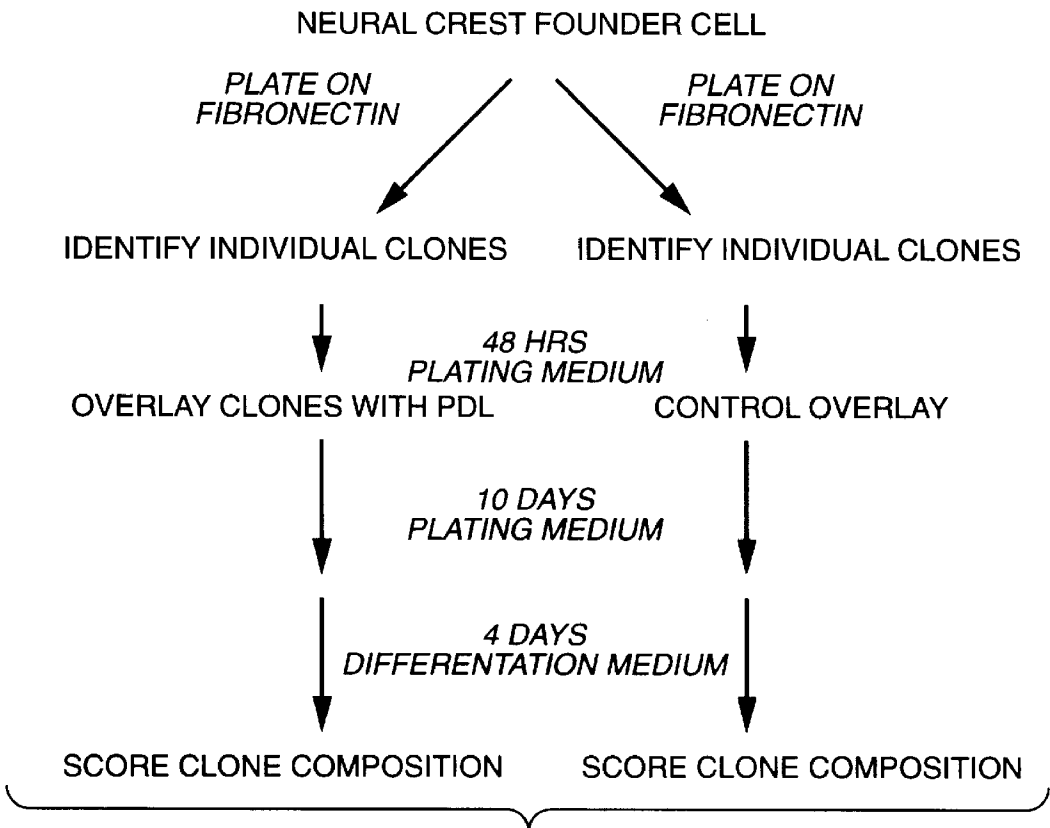 NEURAL CREST FOUNDER CELL
PLATE ON
FIBRONECTIN
PLATE ON
FIBRONECTIN
IDENTIFY INDIVIDUAL CLONES
IDENTIFY INDIVIDUAL CLONES
48 HRS
PLATING MEDIUM
OVERLAY CLONES WITH PDL
CONTROL OVERLAY
10 DAYS
PLATING MEDIUM
4 DAYS
DIFFERENTATION MEDIUM
SCORE CLONE COMPOSITION
SCORE CLONE COMPOSITION